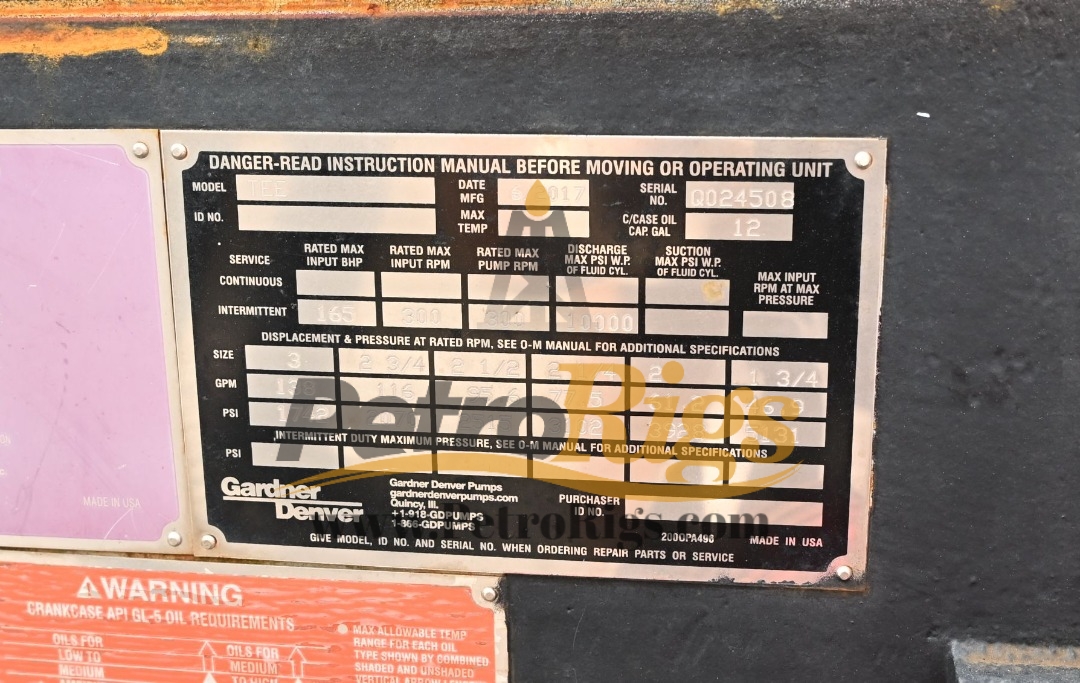 DANGER-READ INSTRUCTION MANUAL BEFORE MOVING OR OPERATING UNIT
MODEL TEE DATE MFG 2017 SERIAL NO. Q024508
ID NO. MAX TEMP C/CASE OIL CAP. GAL 12
SERVICE RATED MAX INPUT BHP RATED MAX INPUT RPM RATED MAX PUMP RPM DISCHARGE MAX PSI W.P. OF FLUID CYL. SUCTION MAX PSI W.P. OF FLUID CYL. MAX INPUT RPM AT MAX PRESSURE
CONTINUOUS
INTERMITTENT 165 300 10000
DISPLACEMENT & PRESSURE AT RATED RPM, SEE O-M MANUAL FOR ADDITIONAL SPECIFICATIONS
SIZE 3 2 3/4 2 1/2 2 1 3/4
GPM 116
PSI
INTERMITTENT DUTY MAXIMUM PRESSURE, SEE O-M MANUAL FOR ADDITIONAL SPECIFICATIONS
PSI
Gardner Denver
Gardner Denver Pumps
gardnerdenverpumps.com
Quincy, Ill.
+1-918-GDPUMPS
1-866-GDPUMPS
PURCHASER ID NO.
200OPA496 MADE IN USA
GIVE MODEL, ID NO. AND SERIAL NO. WHEN ORDERING REPAIR PARTS OR SERVICE
PetroRigs
www.PetroRigs.com
MADE IN USA
WARNING
CRANKCASE API GL-5 OIL REQUIREMENTS
OILS FOR
LOW TO
MEDIUM
OILS FOR
MEDIUM
TO HIGH
MAX ALLOWABLE TEMP
RANGE FOR EACH OIL
TYPE SHOWN BY COMBINED
SHADED AND UNSHADED
VERTICAL ARROW